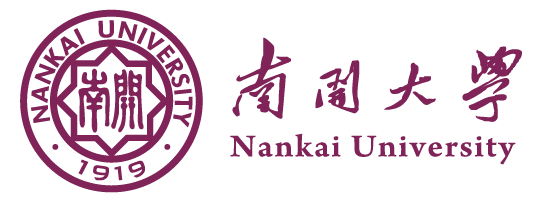 NANKAI UNIVERSITY
南開
1919
南開大學
Nankai University